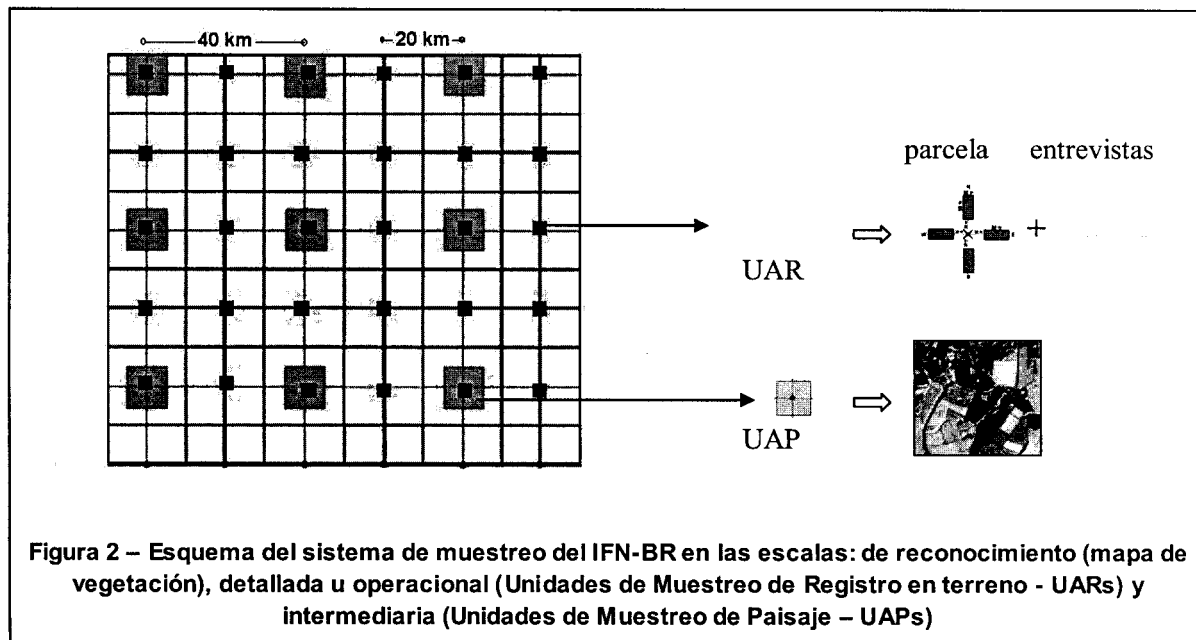 40 km
20 km
parcela entrevistas
+
UAR
UAP
Figura 2 – Esquema del sistema de muestreo del IFN-BR en las escalas: de reconocimiento (mapa de
vegetación), detallada u operacional (Unidades de Muestreo de Registro en terreno - UARs) y
intermediaria (Unidades de Muestreo de Paisaje – UAPs)